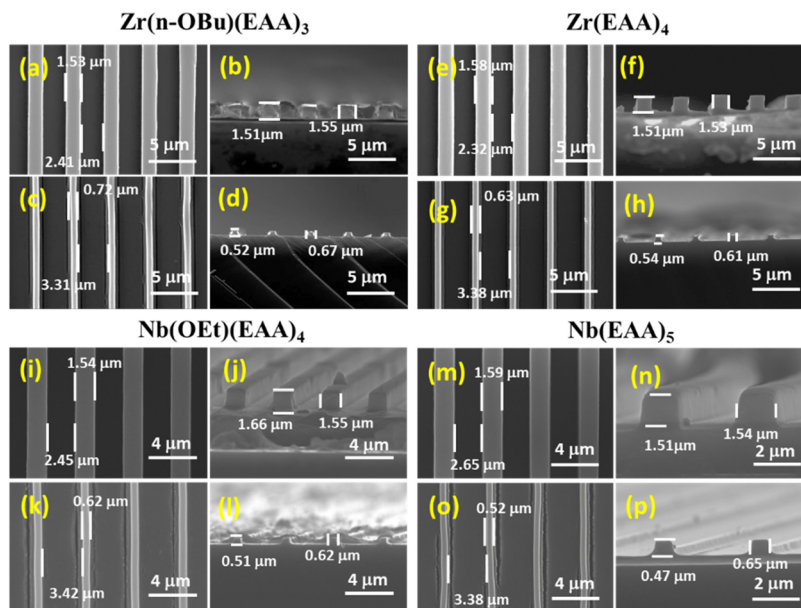 Zr(n-OBu)(EAA)₃
Zr(EAA)₄
(a)
1.53 µm
2.41 µm
5 µm
(b)
1.51µm
1.55 µm
5 µm
(e)
1.58 µm
2.32 µm
5 µm
(f)
1.51µm
1.53 µm
5 µm
(c)
0.72 µm
3.31 µm
5 µm
(d)
0.52 µm
0.67 µm
5 µm
(g)
0.63 µm
3.38 µm
5 µm
(h)
0.54 µm
0.61 µm
5 µm
Nb(OEt)(EAA)₄
Nb(EAA)₅
(i)
1.54 µm
2.45 µm
4 µm
(j)
1.66 µm
1.55 µm
4 µm
(m)
1.59 µm
2.65 µm
4 µm
(n)
1.51µm
1.54 µm
2 µm
(k)
0.62 µm
3.42 µm
4 µm
(l)
0.51 µm
0.62 µm
4 µm
(o)
0.52 µm
3.38 µm
4 µm
(p)
0.47 µm
0.65 µm
2 µm